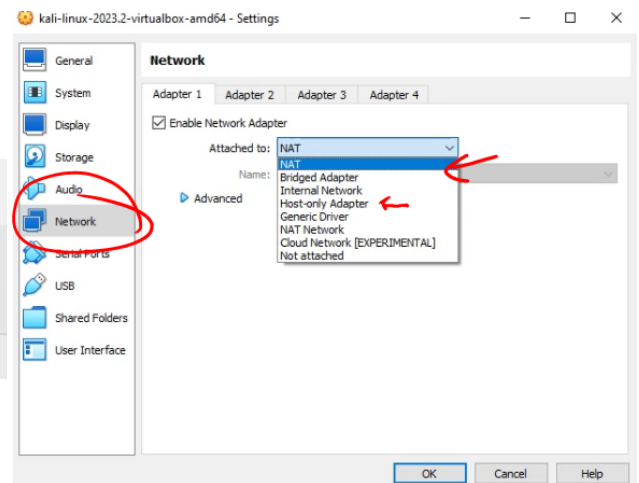 kali-linux-2023.2-virtualbox-amd64 - Settings
General
System
Display
Storage
Audio
Network
Serial Ports
USB
Shared Folders
User Interface
Network
Adapter 1 Adapter 2 Adapter 3 Adapter 4
Enable Network Adapter
Attached to: NAT
NAT
Bridged Adapter
Internal Network
Host-only Adapter
Generic Driver
NAT Network
Cloud Network [EXPERIMENTAL]
Not attached
Name:
Advanced
OK Cancel Help